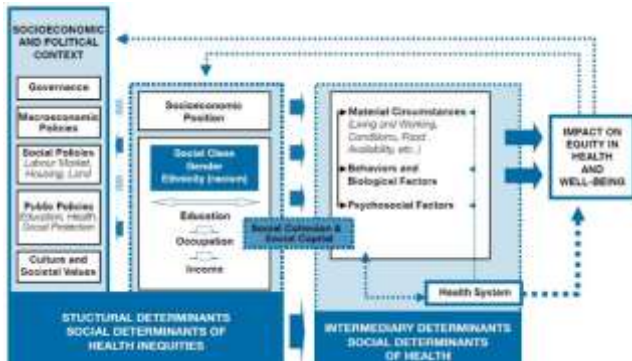 SOCIOECONOMIC
AND POLITICAL
CONTEXT
Governance
Macroeconomic
Policies
Social Policies
Labour Market,
Housing, Land
Public Policies
Education, Health,
Social Protection
Culture and
Societal Values
Socioeconomic
Position
Social Class
Gender
Ethnicity (racism)
Education
Occupation
Income
Social Cohesion &
Social Capital
Material Circumstances
(Living and Working,
Conditions, Food
Availability, etc. )
Behaviors and
Biological Factors
Psychosocial Factors
Health System
IMPACT ON
EQUITY IN
HEALTH
AND
WELL-BEING
STUCTURAL DETERMINANTS
SOCIAL DETERMINANTS OF
HEALTH INEQUITIES
INTERMEDIARY DETERMINANTS
SOCIAL DETERMINANTS
OF HEALTH